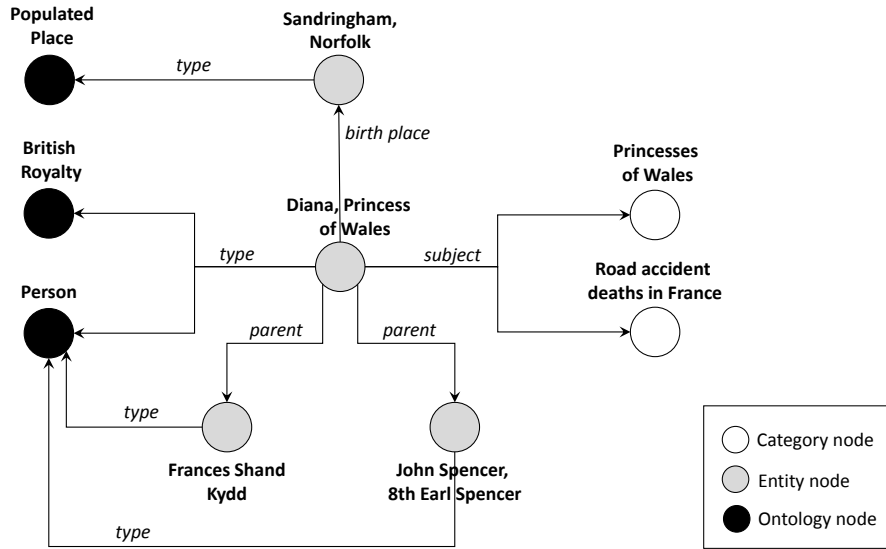 Populated
Place
Sandringham,
Norfolk
type
birth place
British
Royalty
Princesses
of Wales
Diana, Princess
of Wales
type
subject
Person
Road accident
deaths in France
parent
parent
type
Frances Shand
Kydd
John Spencer,
8th Earl Spencer
type
Category node
Entity node
Ontology node